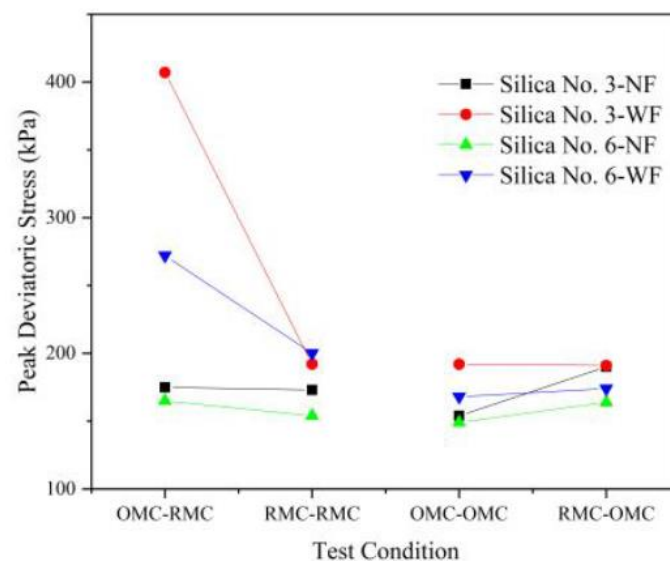 Peak Deviatoric Stress (kPa)
400
300
200
100
Silica No. 3-NF
Silica No. 3-WF
Silica No. 6-NF
Silica No. 6-WF
OMC-RMC RMC-RMC OMC-OMC RMC-OMC
Test Condition